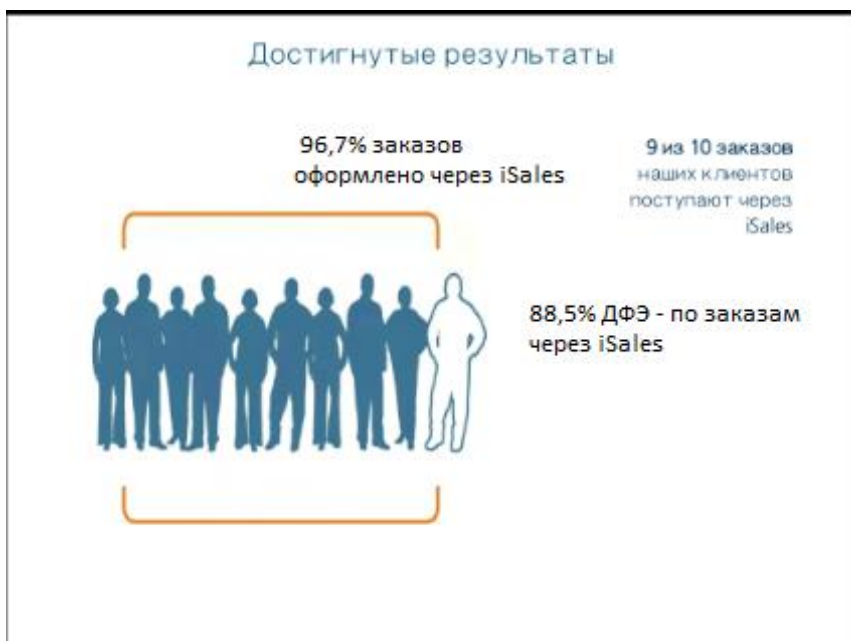 Достигнутые результаты
96,7% заказов
оформлено через iSales
9 из 10 заказов
наших клиентов
поступают через
iSales
88,5% ДФЭ - по заказам
через iSales